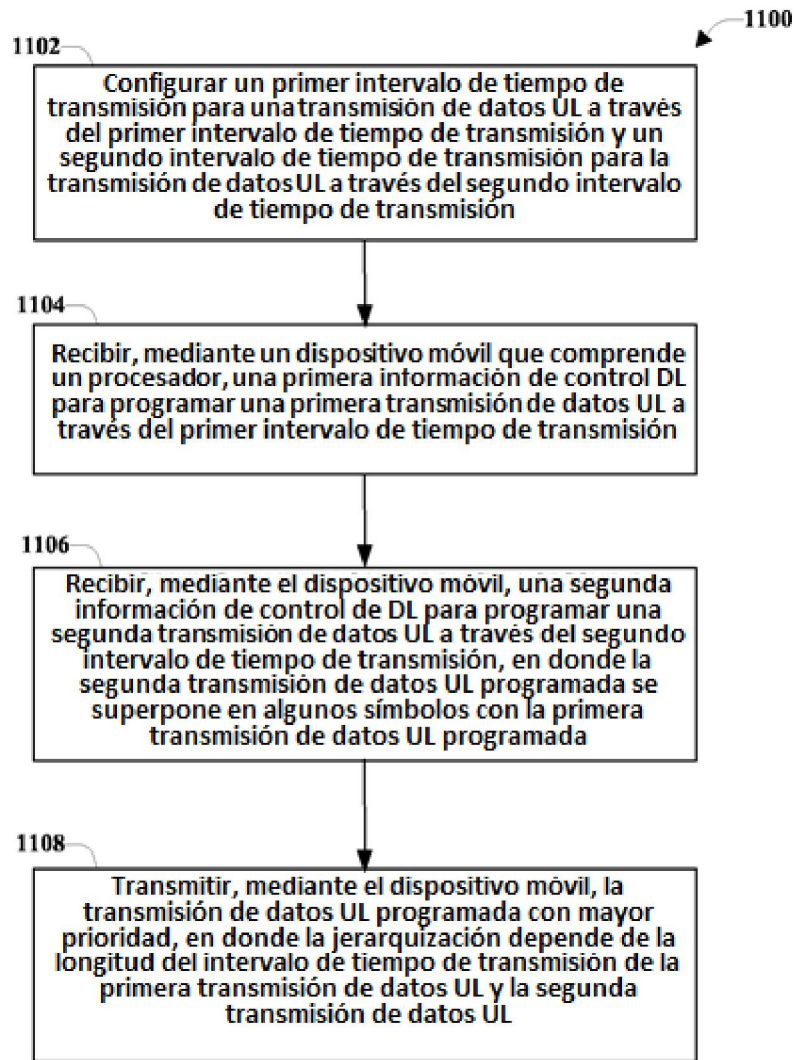 1100
1102
Configurar un primer intervalo de tiempo de
transmisión para una transmisión de datos UL a través
del primer intervalo de tiempo de transmisión y un
segundo intervalo de tiempo de transmisión para la
transmisión de datos UL a través del segundo intervalo
de tiempo de transmisión
1104
Recibir, mediante un dispositivo móvil que comprende
un procesador, una primera información de control DL
para programar una primera transmisión de datos UL a
través del primer intervalo de tiempo de transmisión
1106
Recibir, mediante el dispositivo móvil, una segunda
información de control de DL para programar una
segunda transmisión de datos UL a través del segundo
intervalo de tiempo de transmisión, en donde la
segunda transmisión de datos UL programada se
superpone en algunos símbolos con la primera
transmisión de datos UL programada
1108
Transmitir, mediante el dispositivo móvil, la
transmisión de datos UL programada con mayor
prioridad, en donde la jerarquización depende de la
longitud del intervalo de tiempo de transmisión de la
primera transmisión de datos UL y la segunda
transmisión de datos UL